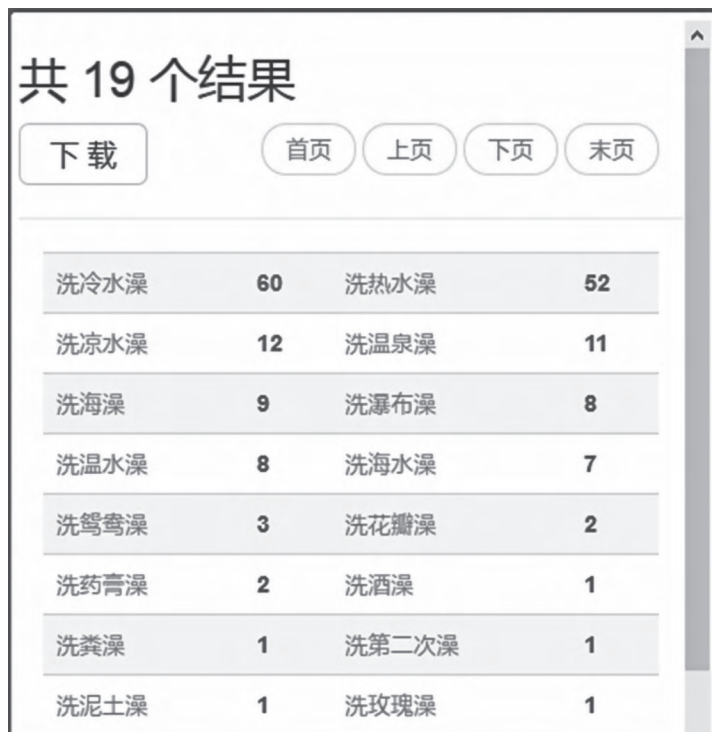 共 19 个结果
下 载 首页 上页 下页 末页
洗冷水澡 60 洗热水澡 52
洗凉水澡 12 洗温泉澡 11
洗海澡 9 洗瀑布澡 8
洗温水澡 8 洗海水澡 7
洗鸳鸯澡 3 洗花瓣澡 2
洗药膏澡 2 洗酒澡 1
洗粪澡 1 洗第二次澡 1
洗泥土澡 1 洗玫瑰澡 1